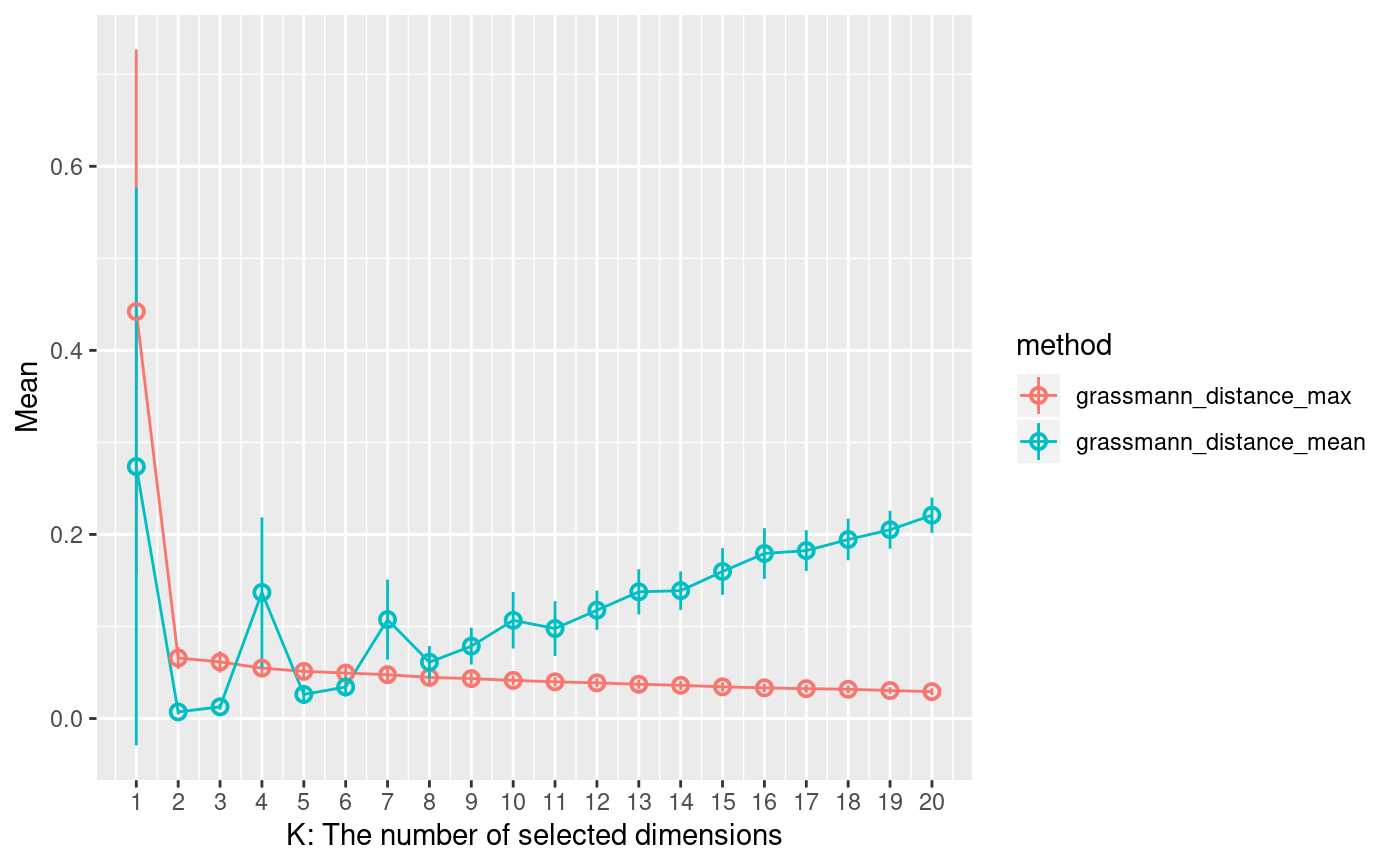 Mean
0.6
0.4
0.2
0.0
1 2 3 4 5 6 7 8 9 10 11 12 13 14 15 16 17 18 19 20
K: The number of selected dimensions
method
grassmann_distance_max
grassmann_distance_mean